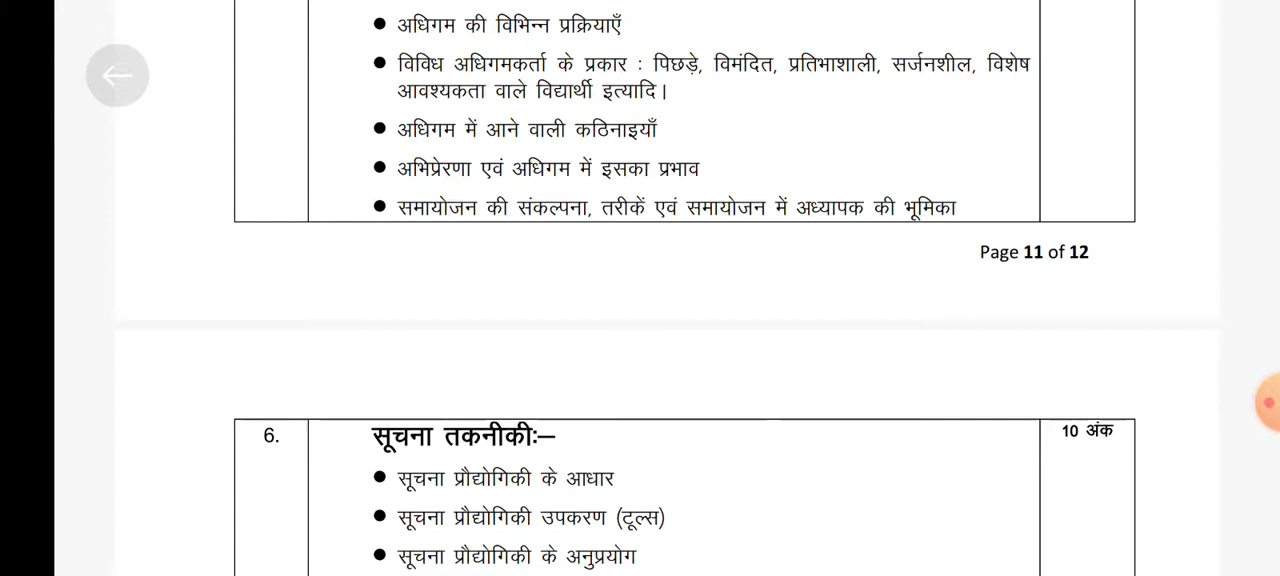 ● अधिगम की विभिन्न प्रक्रियाएँ
● विविध अधिगमकर्ता के प्रकार : पिछड़े, विमंदित, प्रतिभाशाली, सर्जनशील, विशेष
आवश्यकता वाले विद्यार्थी इत्यादि।
● अधिगम में आने वाली कठिनाइयाँ
● अभिप्रेरणा एवं अधिगम में इसका प्रभाव
● समायोजन की संकल्पना, तरीकें एवं समायोजन में अध्यापक की भूमिका
Page 11 of 12
6. सूचना तकनीकीः– 10 अंक
● सूचना प्रौद्योगिकी के आधार
● सूचना प्रौद्योगिकी उपकरण (टूल्स)
● सूचना प्रौद्योगिकी के अनुप्रयोग